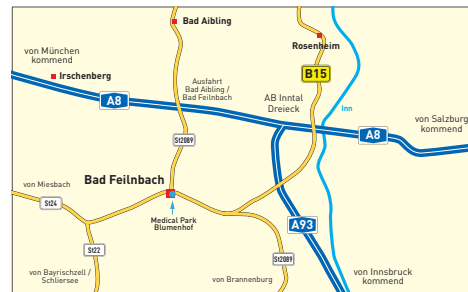 Bad Aibling
von München
kommend
Rosenheim
Irschenberg
B15
Ausfahrt
Bad Aibling /
Bad Feilnbach
A8
AB Inntal
Dreieck
Inn
von Salzburg
kommend
A8
St2089
Bad Feilnbach
von Miesbach
St24
Medical Park
Blumenhof
A93
St22
St2089
von Bayrischzell /
Schliersee
von Brannenburg
von Innsbruck
kommend